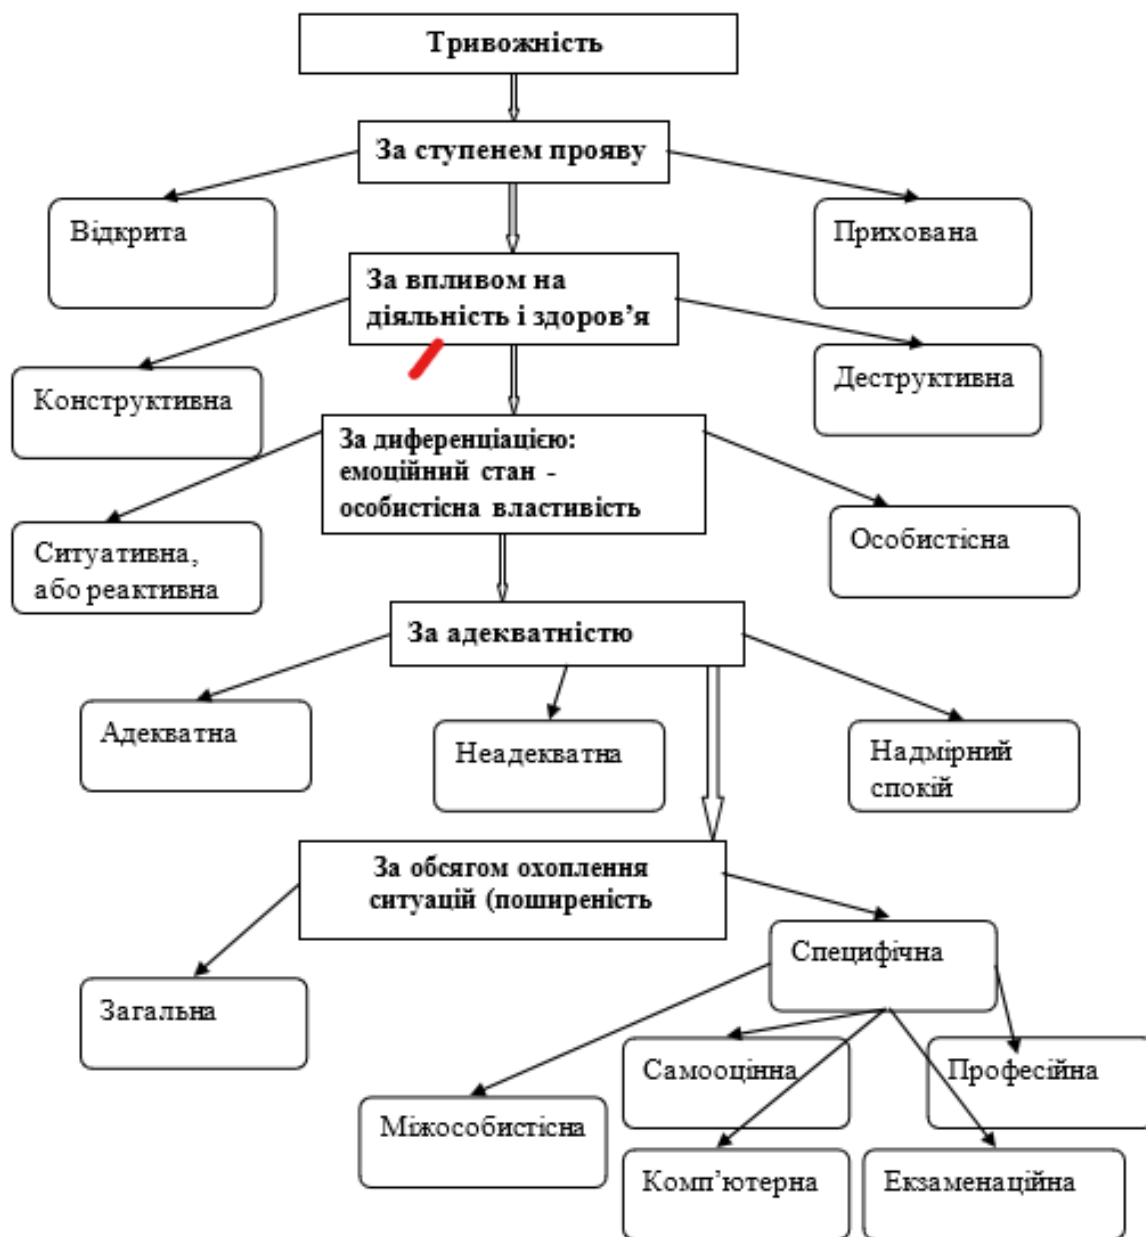 Тривожність
За ступенем прояву
Відкрита
Прихована
За впливом на
діяльність і здоров’я
Конструктивна
Деструктивна
За диференціацією:
емоційний стан -
особистісна властивість
Ситуативна,
або реактивна
Особистісна
За адекватністю
Адекватна
Неадекватна
Надмірний
спокій
За обсягом охоплення
ситуацій (поширеність
Специфічна
Загальна
Самооцінна
Професійна
Міжособистісна
Комп’ютерна
Екзаменаційна